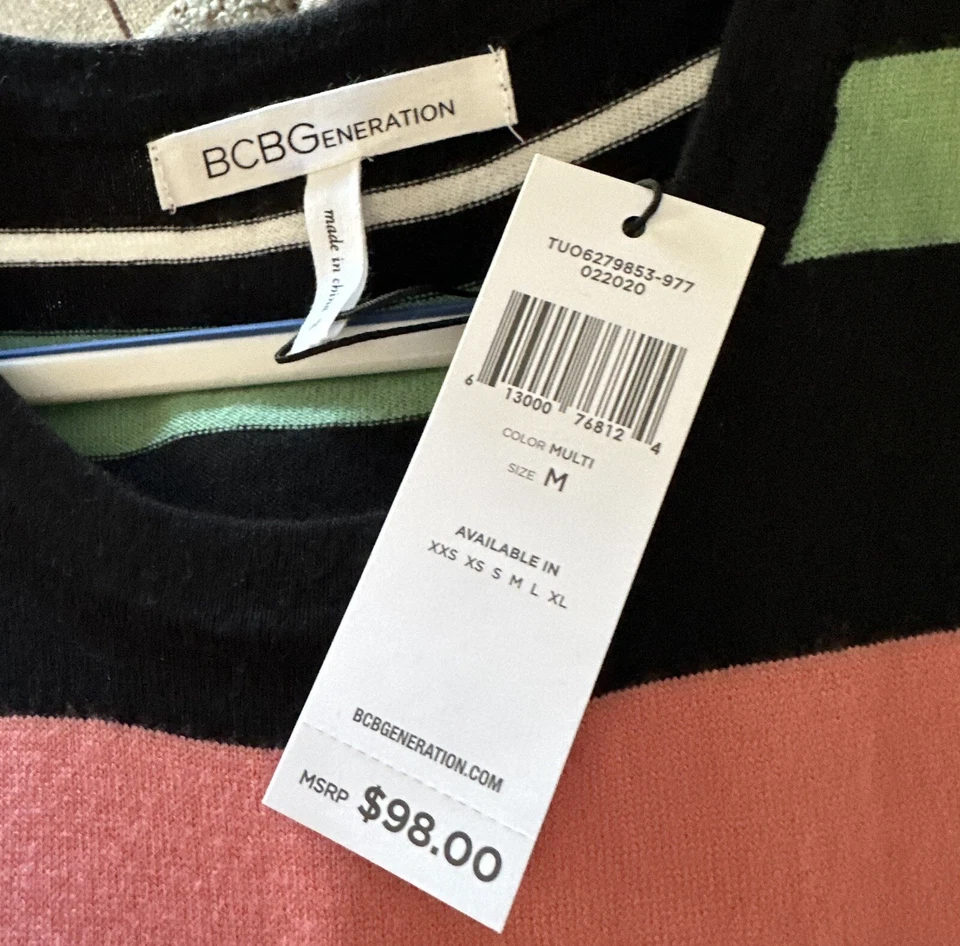 BCBGENERATION
made in china
TUO6279853-977
022020
6 13000 76812 4
COLOR MULTI
SIZE M
AVAILABLE IN
XXS XS S M L XL
BCBGENERATION.COM
MSRP $98.00